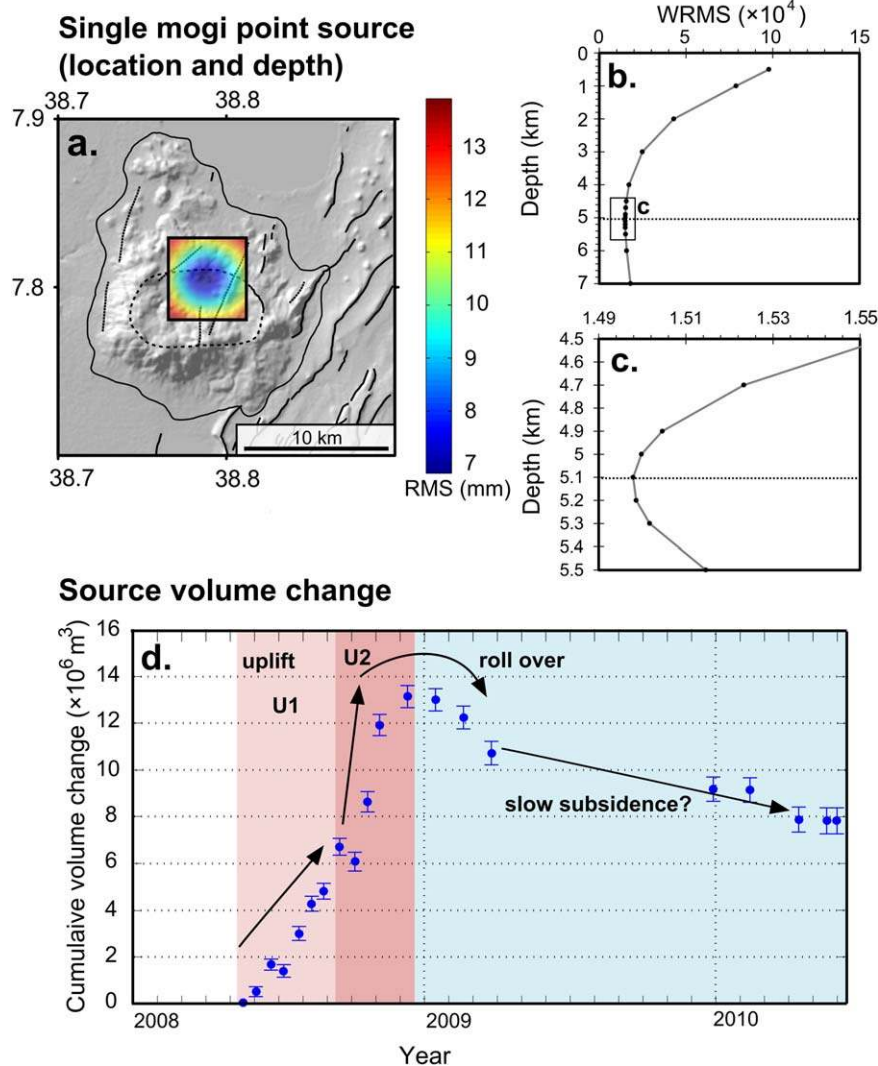 Single mogi point source
(location and depth)
38.7
38.8
7.9
7.8
a.
10 km
38.7
38.8
13
12
11
10
9
8
7
RMS (mm)
WRMS (×10⁴)
0
5
10
15
Depth (km)
0
1
2
3
4
5
6
7
b.
c
1.49
1.51
1.53
1.55
Depth (km)
4.5
4.6
4.7
4.8
4.9
5
5.1
5.2
5.3
5.4
5.5
c.
Source volume change
Cumulaive volume change (×10⁶ m³)
16
14
12
10
8
6
4
2
0
d.
uplift
U1
U2
roll over
slow subsidence?
2008
2009
2010
Year